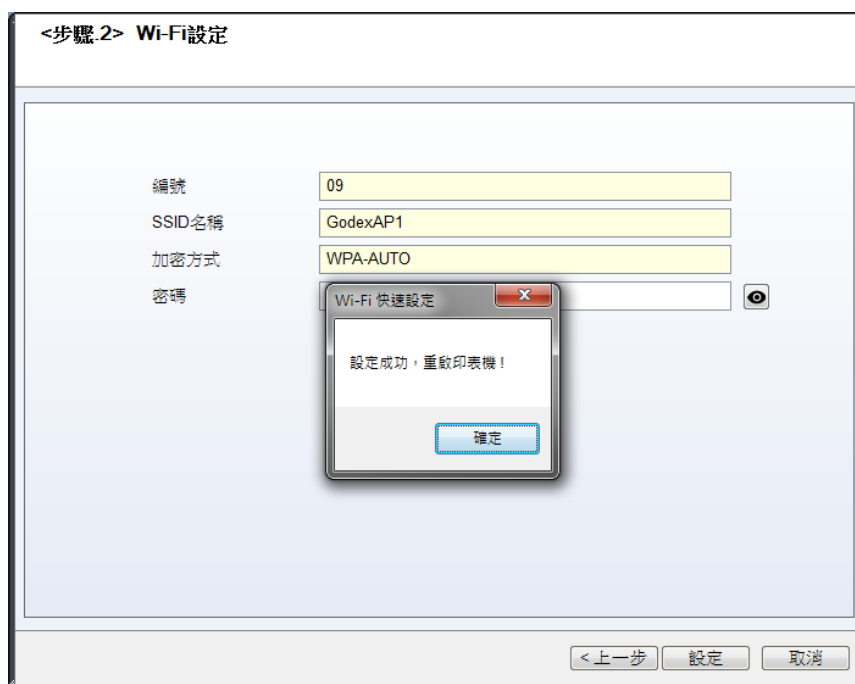 <步驟.2> Wi-Fi設定
編號 09
SSID名稱 GodexAP1
加密方式 WPA-AUTO
密碼
Wi-Fi 快速設定
設定成功，重啟印表機！
確定
<上一步 設定 取消